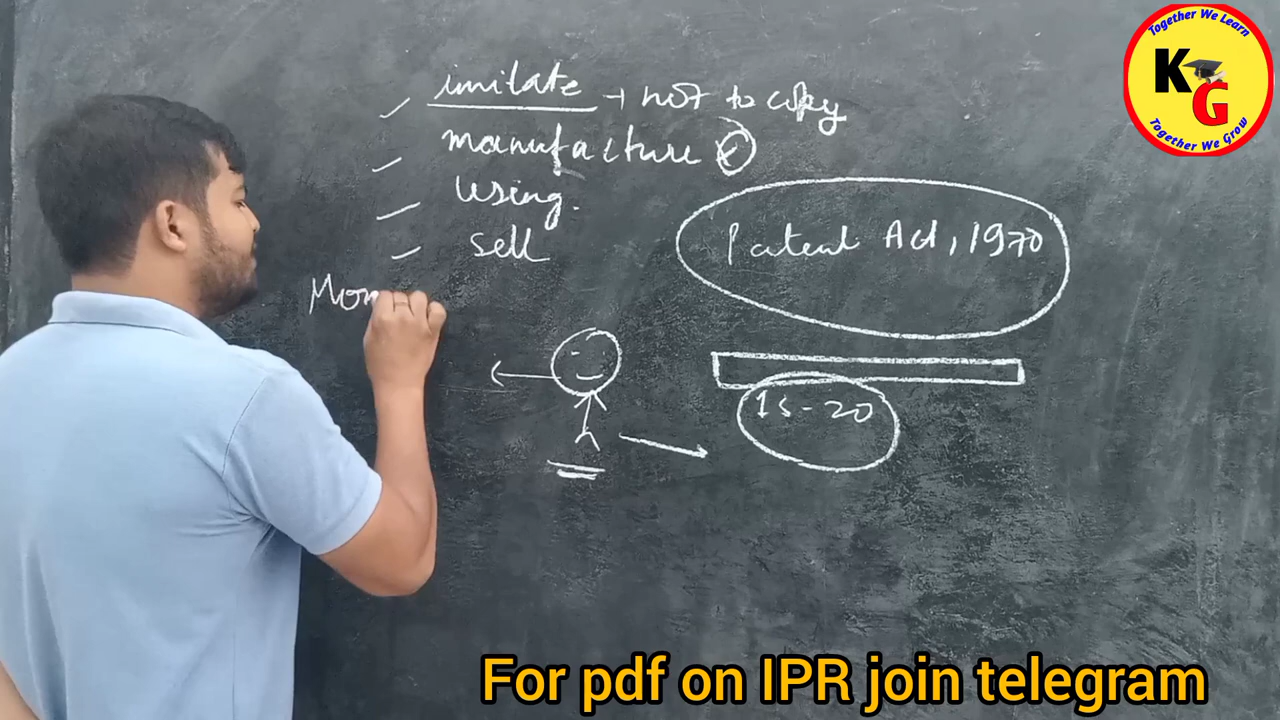 imitate → not to copy
manufacture
using.
sell
Patent Act, 1970
Mon
15-20
Together We Learn
KG
Together We Grow
For pdf on IPR join telegram